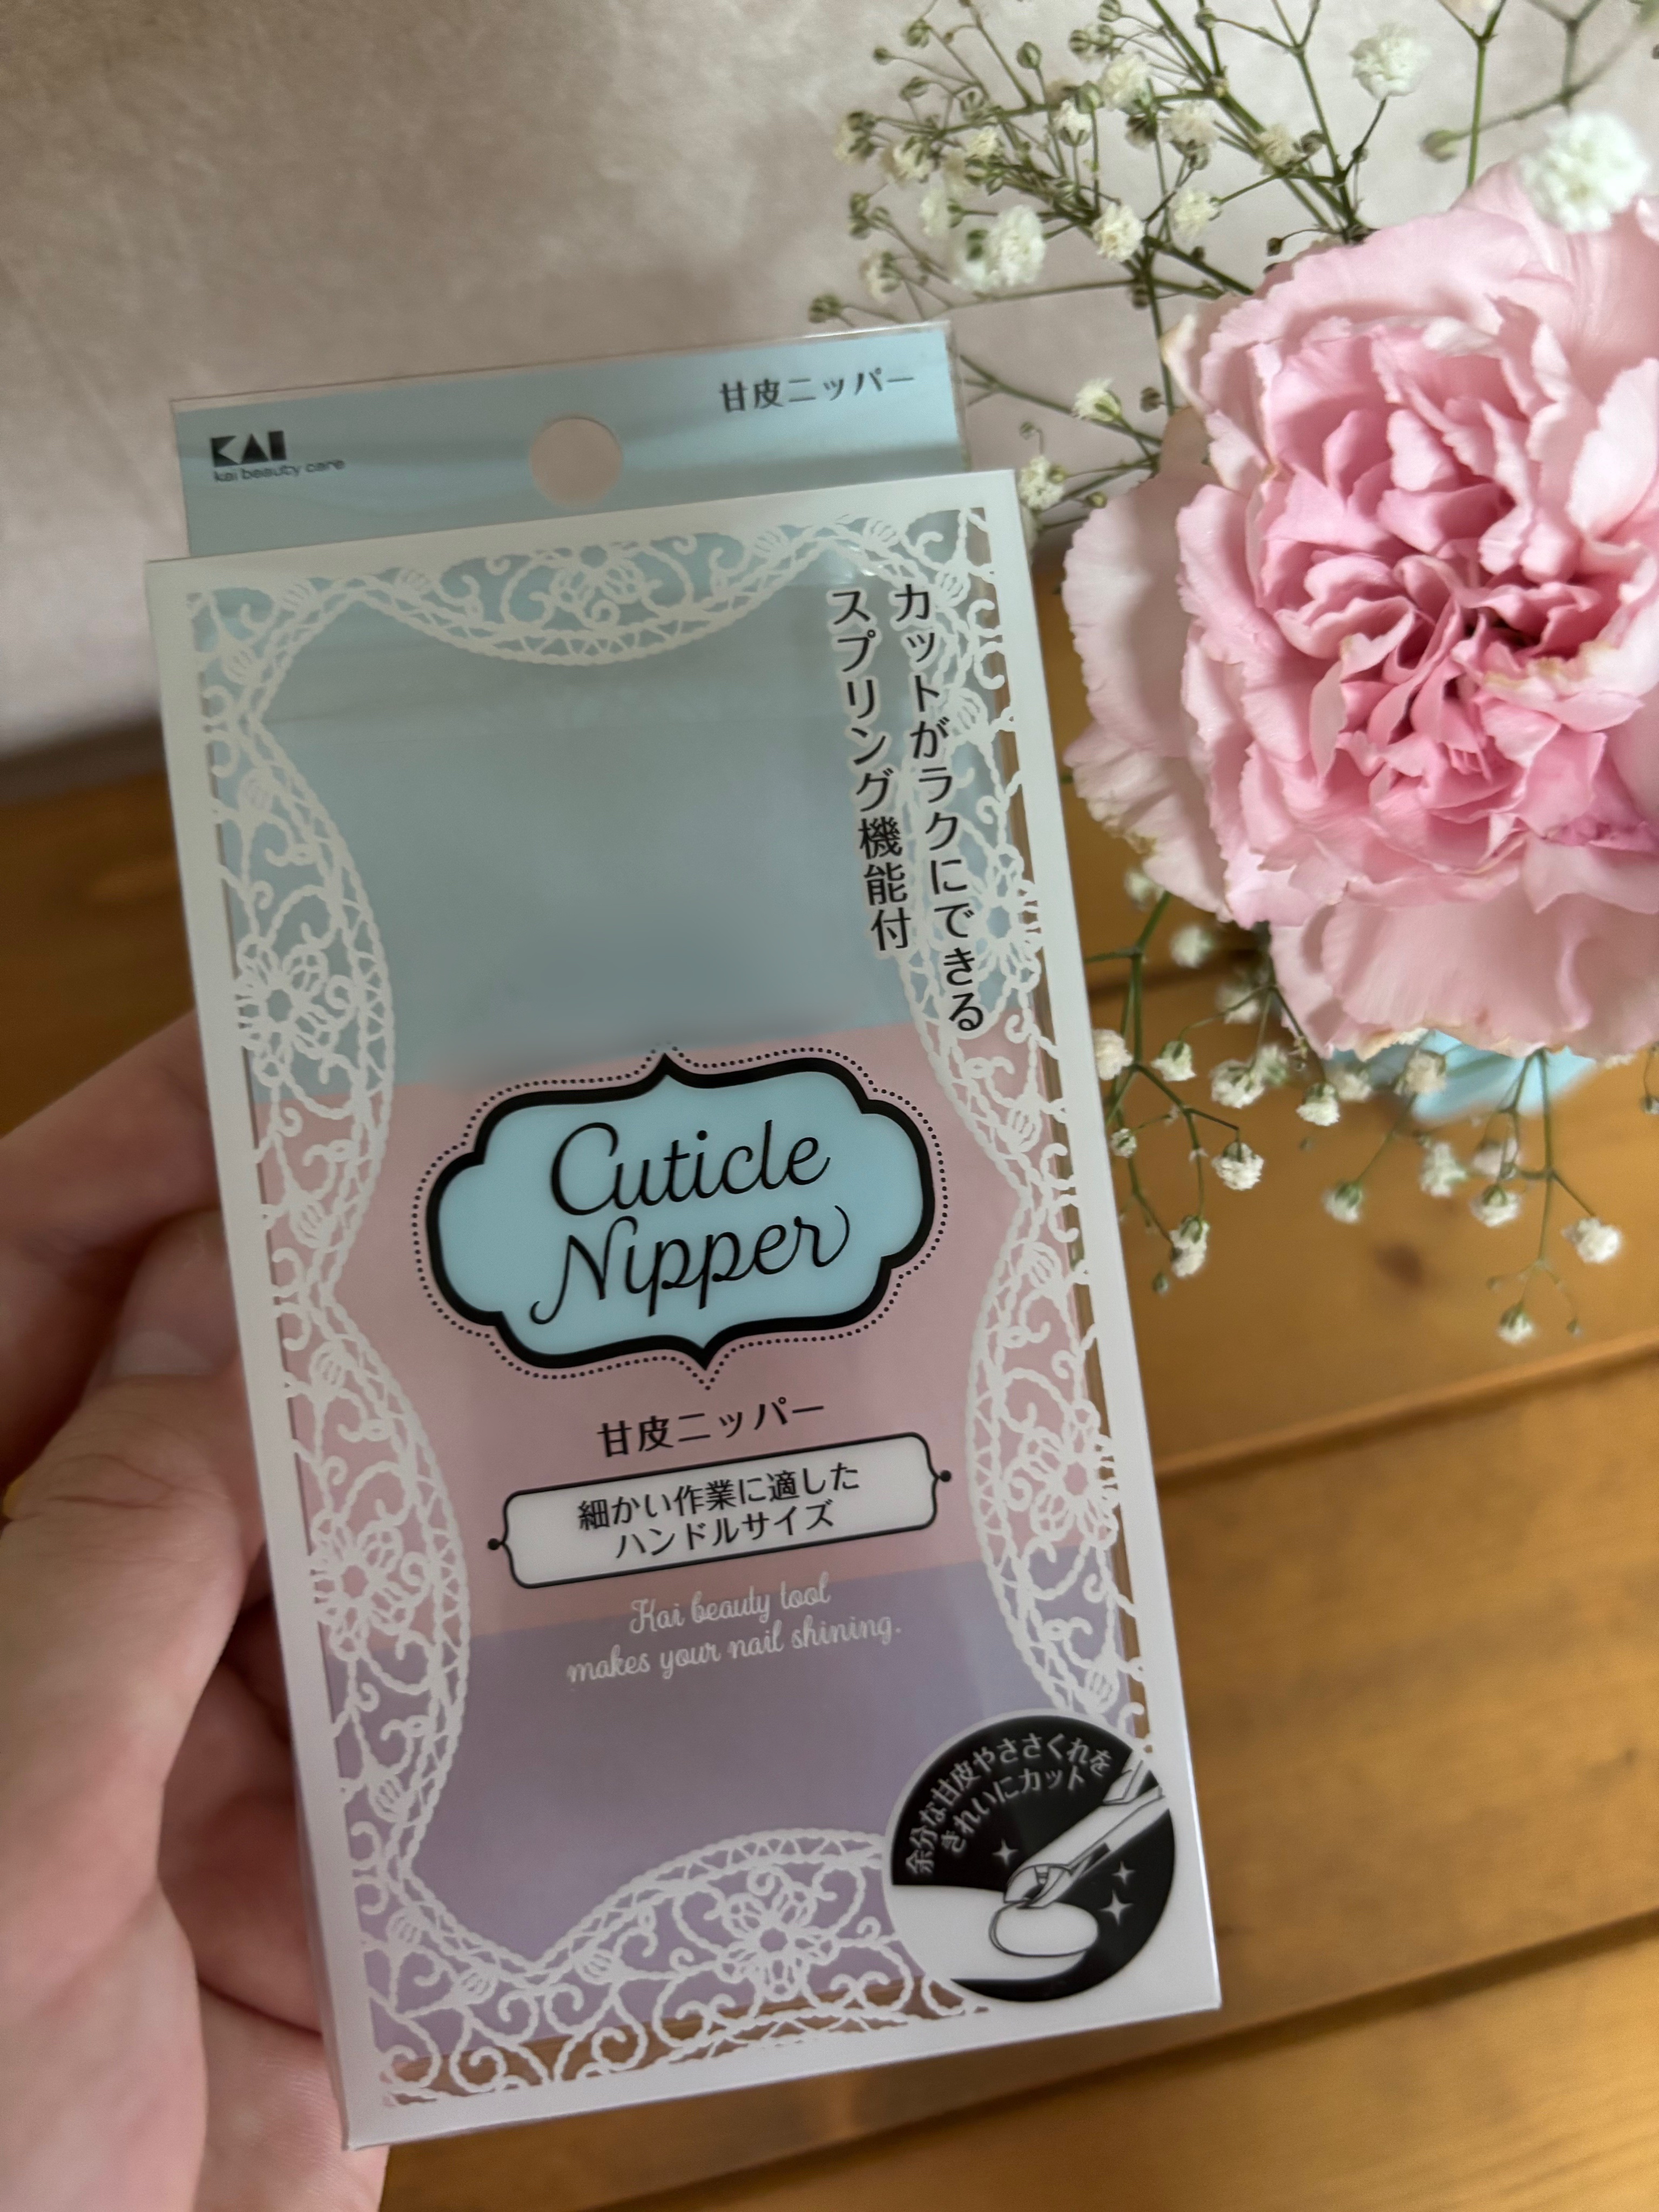 KAI
kai beauty care
甘皮ニッパー
カットがラクにできる
スプリング機能付
Cuticle
Nipper
甘皮ニッパー
細かい作業に適した
ハンドルサイズ
Kai beauty tool
makes your nail shining.
余分な甘皮やささくれを
きれいにカット